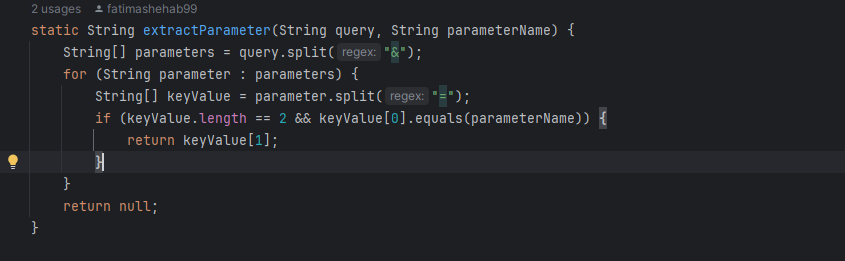 2 usages fatimashehab99
static String extractParameter(String query, String parameterName) {
String[] parameters = query.split( regex: "&");
for (String parameter : parameters) {
String[] keyValue = parameter.split( regex: "=");
if (keyValue.length == 2 && keyValue[0].equals(parameterName)) {
return keyValue[1];
}
}
return null;
}